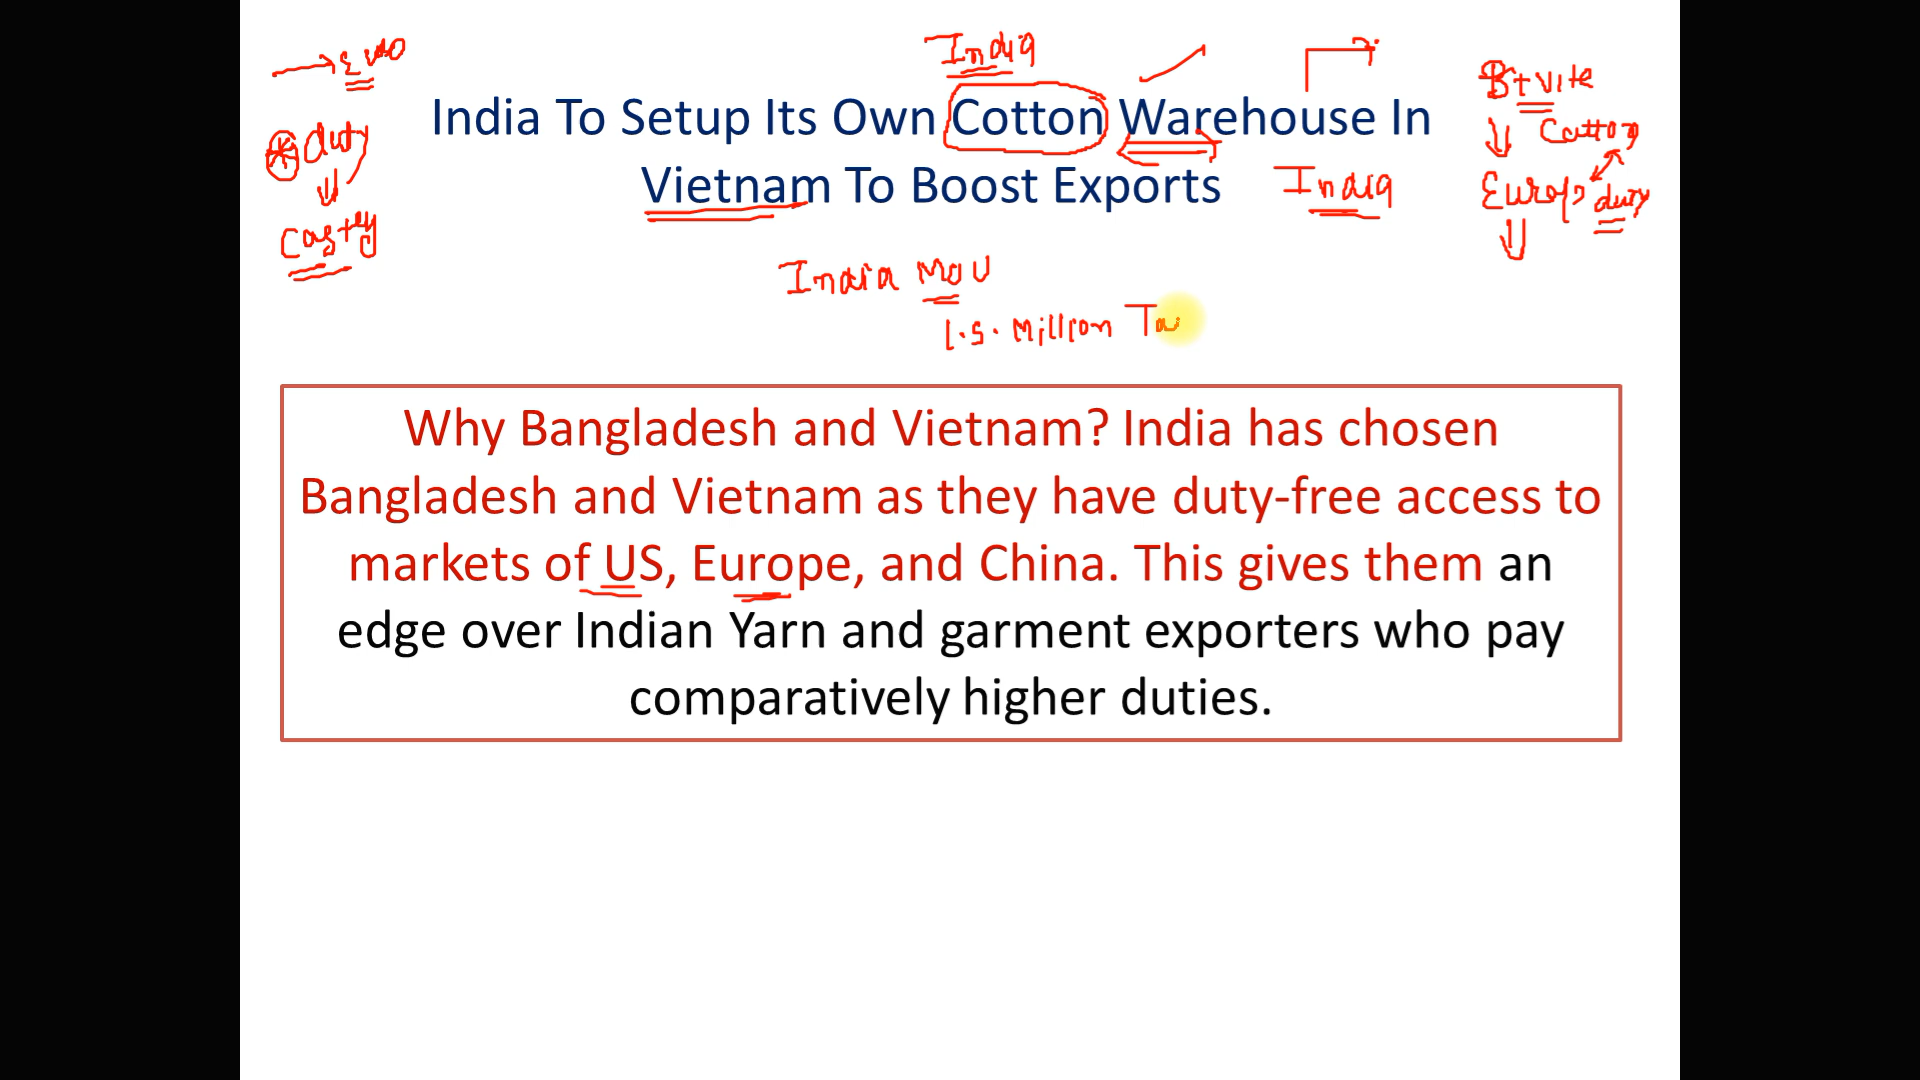 India
India To Setup Its Own Cotton Warehouse In
Vietnam To Boost Exports
duty
costly
India
Cotton
Europe duty
India MOU
1.5. Million
Why Bangladesh and Vietnam? India has chosen
Bangladesh and Vietnam as they have duty-free access to
markets of US, Europe, and China. This gives them an
edge over Indian Yarn and garment exporters who pay
comparatively higher duties.